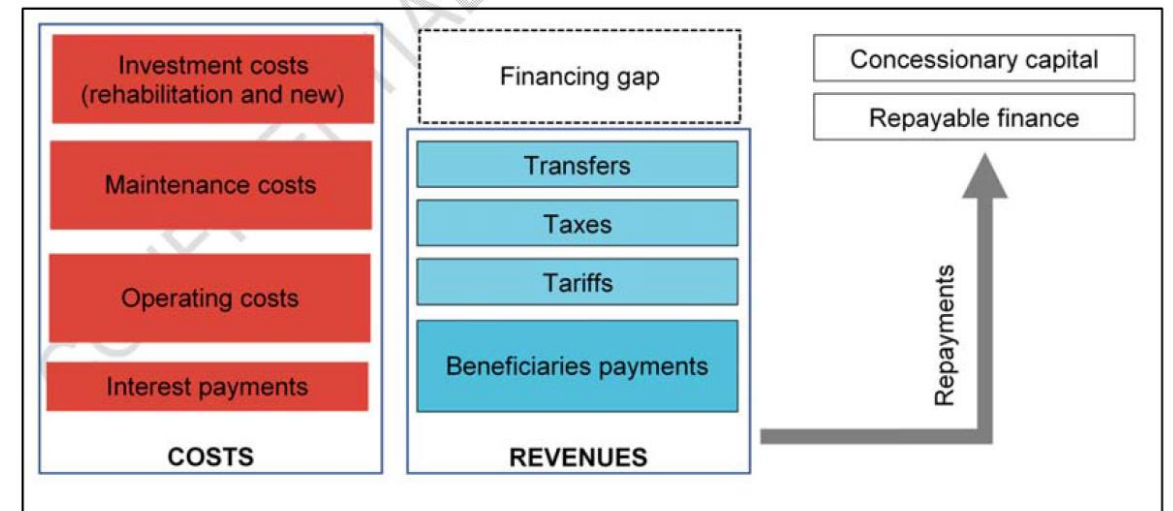 Investment costs
(rehabilitation and new)
Maintenance costs
Operating costs
Interest payments
COSTS
Financing gap
Transfers
Taxes
Tariffs
Beneficiaries payments
REVENUES
Concessionary capital
Repayable finance
Repayments